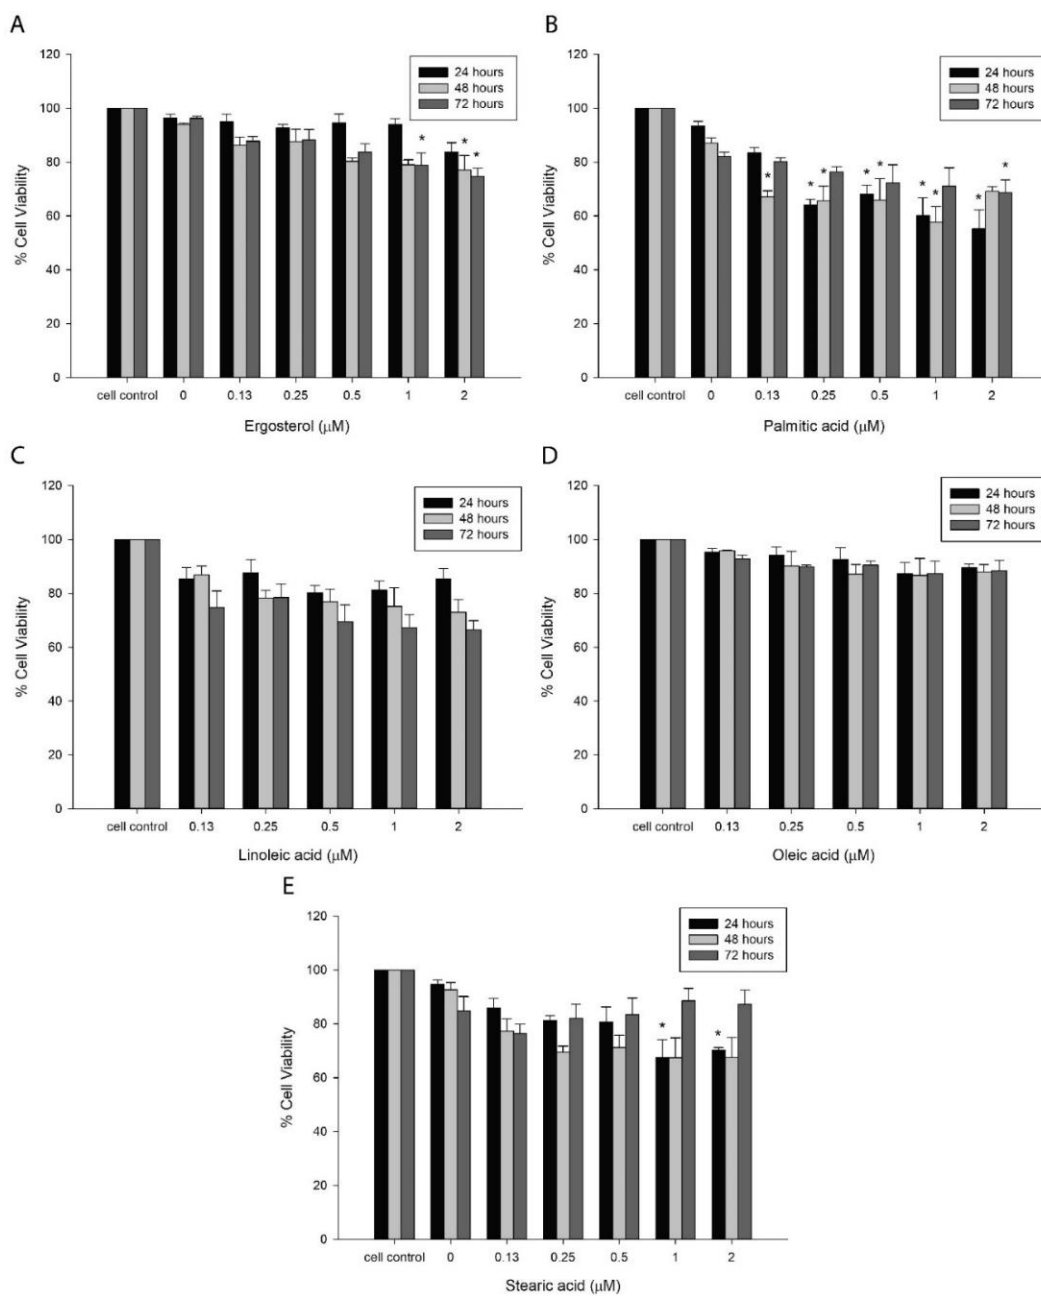 A
120
100
80
60
40
20
0
% Cell Viability
24 hours
48 hours
72 hours
* * *
cell control 0 0.13 0.25 0.5 1 2
Ergosterol (μM)
B
120
100
80
60
40
20
0
% Cell Viability
24 hours
48 hours
72 hours
* * * * * * * * *
cell control 0 0.13 0.25 0.5 1 2
Palmitic acid (μM)
C
120
100
80
60
40
20
0
% Cell Viability
24 hours
48 hours
72 hours
cell control 0.13 0.25 0.5 1 2
Linoleic acid (μM)
D
120
100
80
60
40
20
0
% Cell Viability
24 hours
48 hours
72 hours
cell control 0.13 0.25 0.5 1 2
Oleic acid (μM)
E
120
100
80
60
40
20
0
% Cell Viability
24 hours
48 hours
72 hours
* *
cell control 0 0.13 0.25 0.5 1 2
Stearic acid (μM)